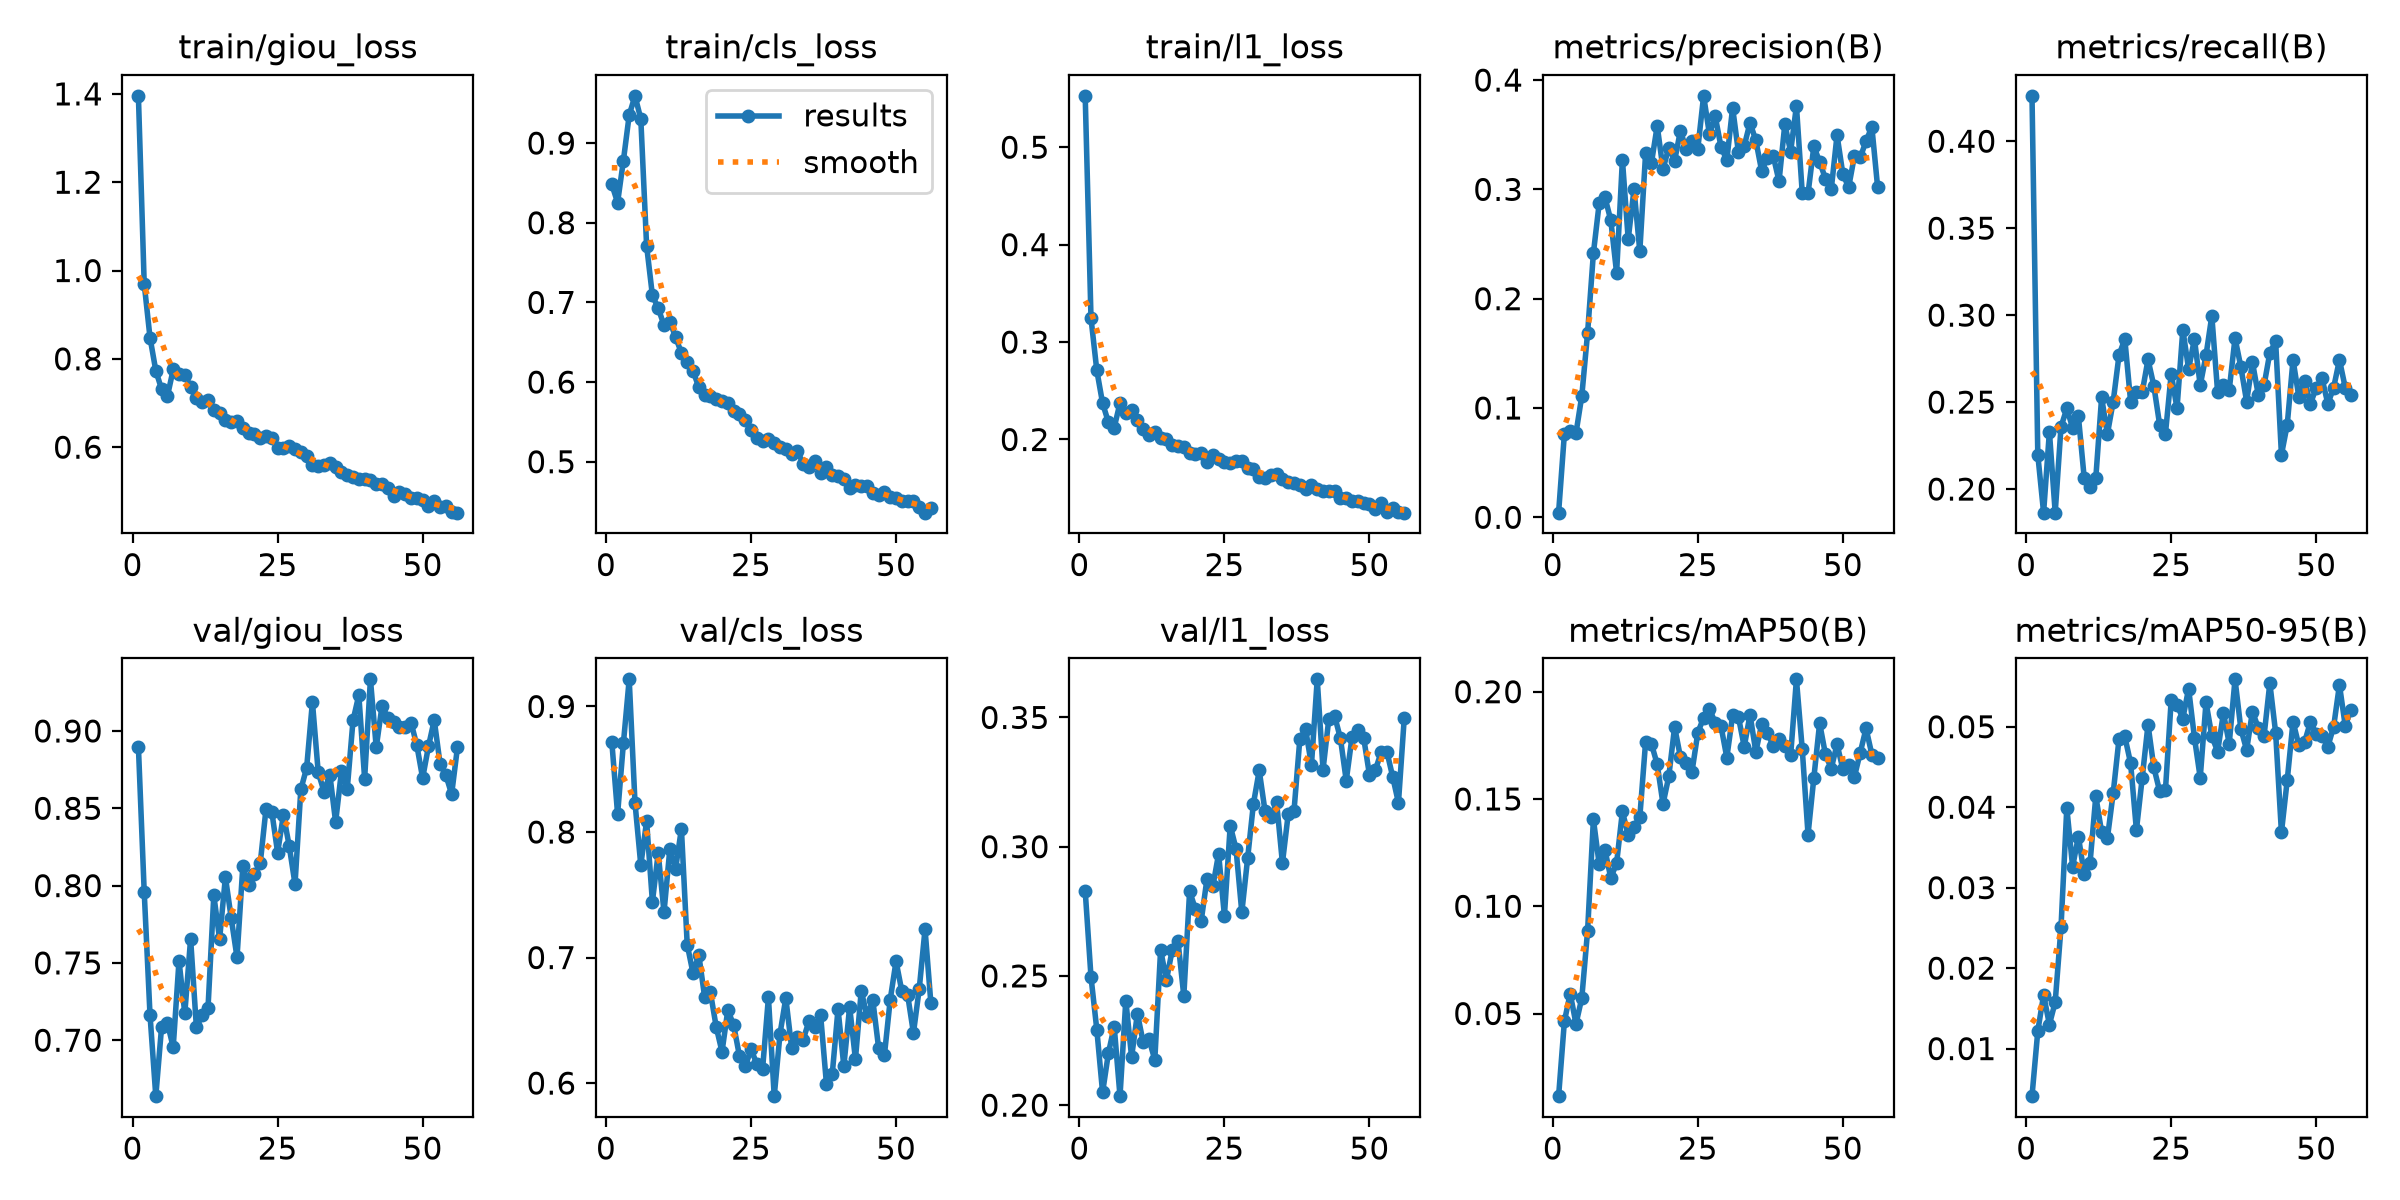 train/giou_loss
train/cls_loss
train/l1_loss
metrics/precision(B)
metrics/recall(B)
1.4
1.2
1.0
0.8
0.6
0 25 50
0.9
0.8
0.7
0.6
0.5
results
smooth
0 25 50
0.5
0.4
0.3
0.2
0 25 50
0.4
0.3
0.2
0.1
0.0
0 25 50
0.40
0.35
0.30
0.25
0.20
0 25 50
val/giou_loss
val/cls_loss
val/l1_loss
metrics/mAP50(B)
metrics/mAP50-95(B)
0.90
0.85
0.80
0.75
0.70
0 25 50
0.9
0.8
0.7
0.6
0 25 50
0.35
0.30
0.25
0.20
0 25 50
0.20
0.15
0.10
0.05
0 25 50
0.05
0.04
0.03
0.02
0.01
0 25 50